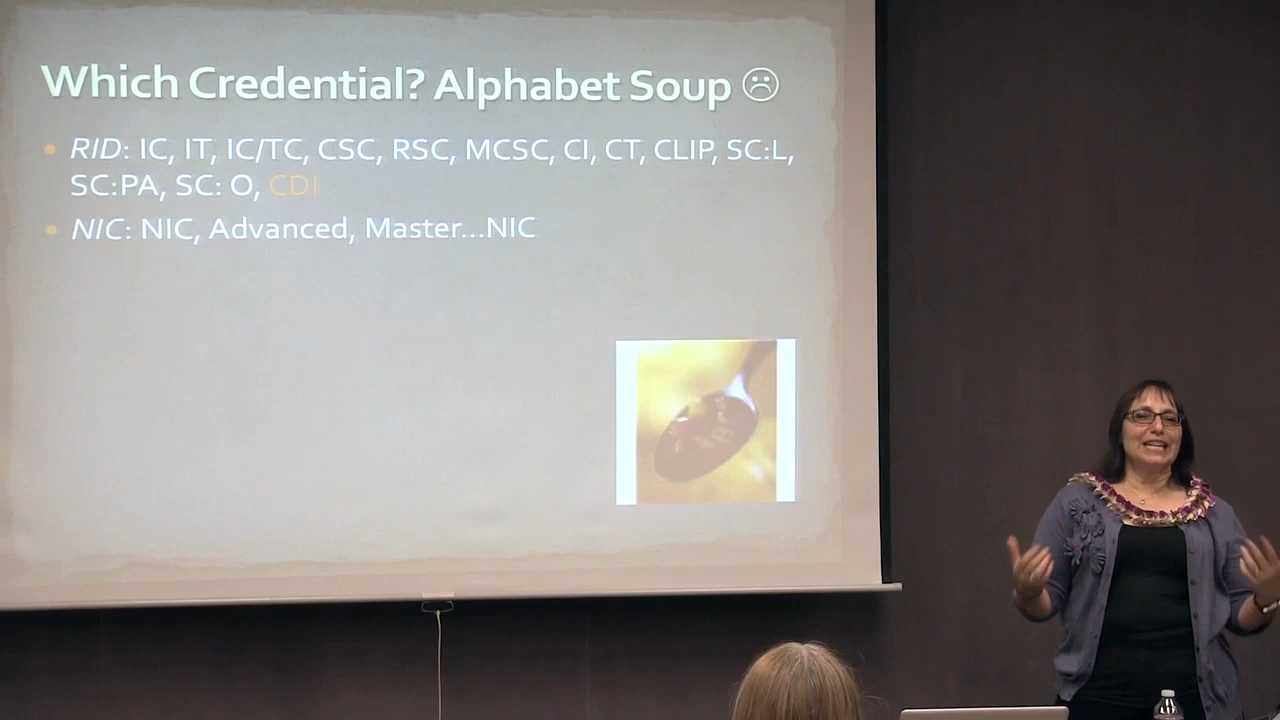 Which Credential? Alphabet Soup ☹
• RID: IC, IT, IC/TC, CSC, RSC, MCSC, CI, CT, CLIP, SC:L,
SC:PA, SC: O, CDI
• NIC: NIC, Advanced, Master...NIC